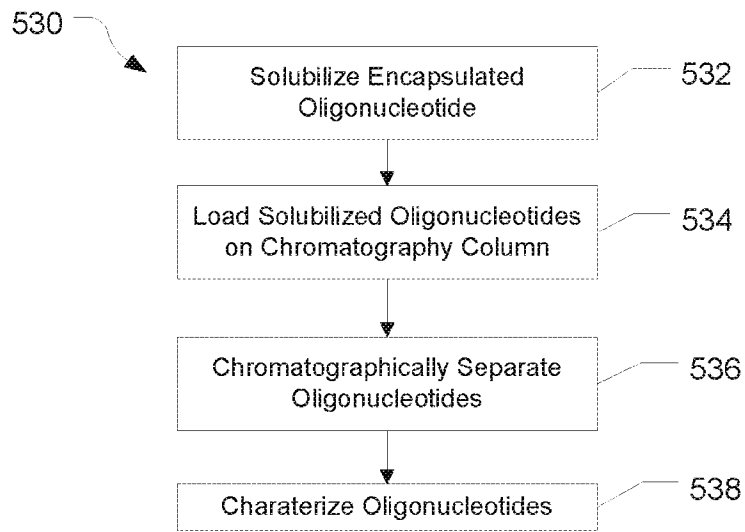 530
Solubilize Encapsulated
Oligonucleotide
532
Load Solubilized Oligonucleotides
on Chromatography Column
534
Chromatographically Separate
Oligonucleotides
536
Charaterize Oligonucleotides
538